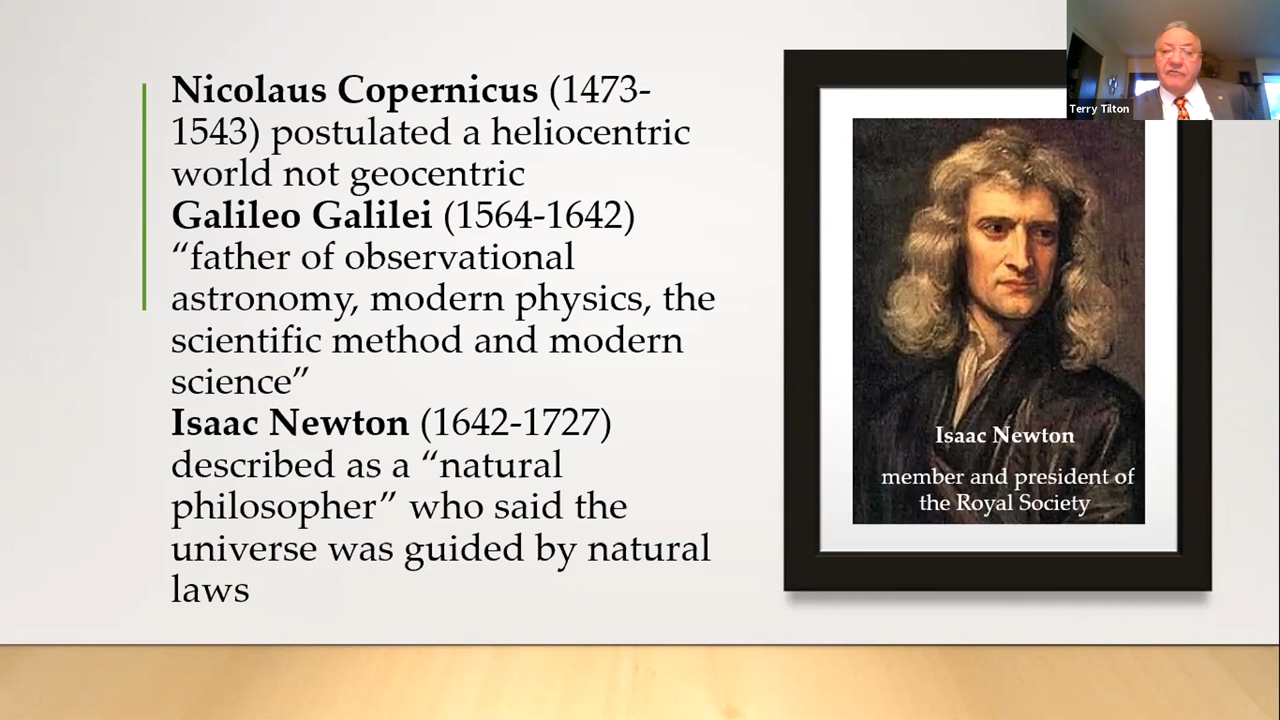 Nicolaus Copernicus (1473-
1543) postulated a heliocentric
world not geocentric
Galileo Galilei (1564-1642)
“father of observational
astronomy, modern physics, the
scientific method and modern
science”
Isaac Newton (1642-1727)
described as a “natural
philosopher” who said the
universe was guided by natural
laws
Terry Tilton
Isaac Newton
member and president of
the Royal Society